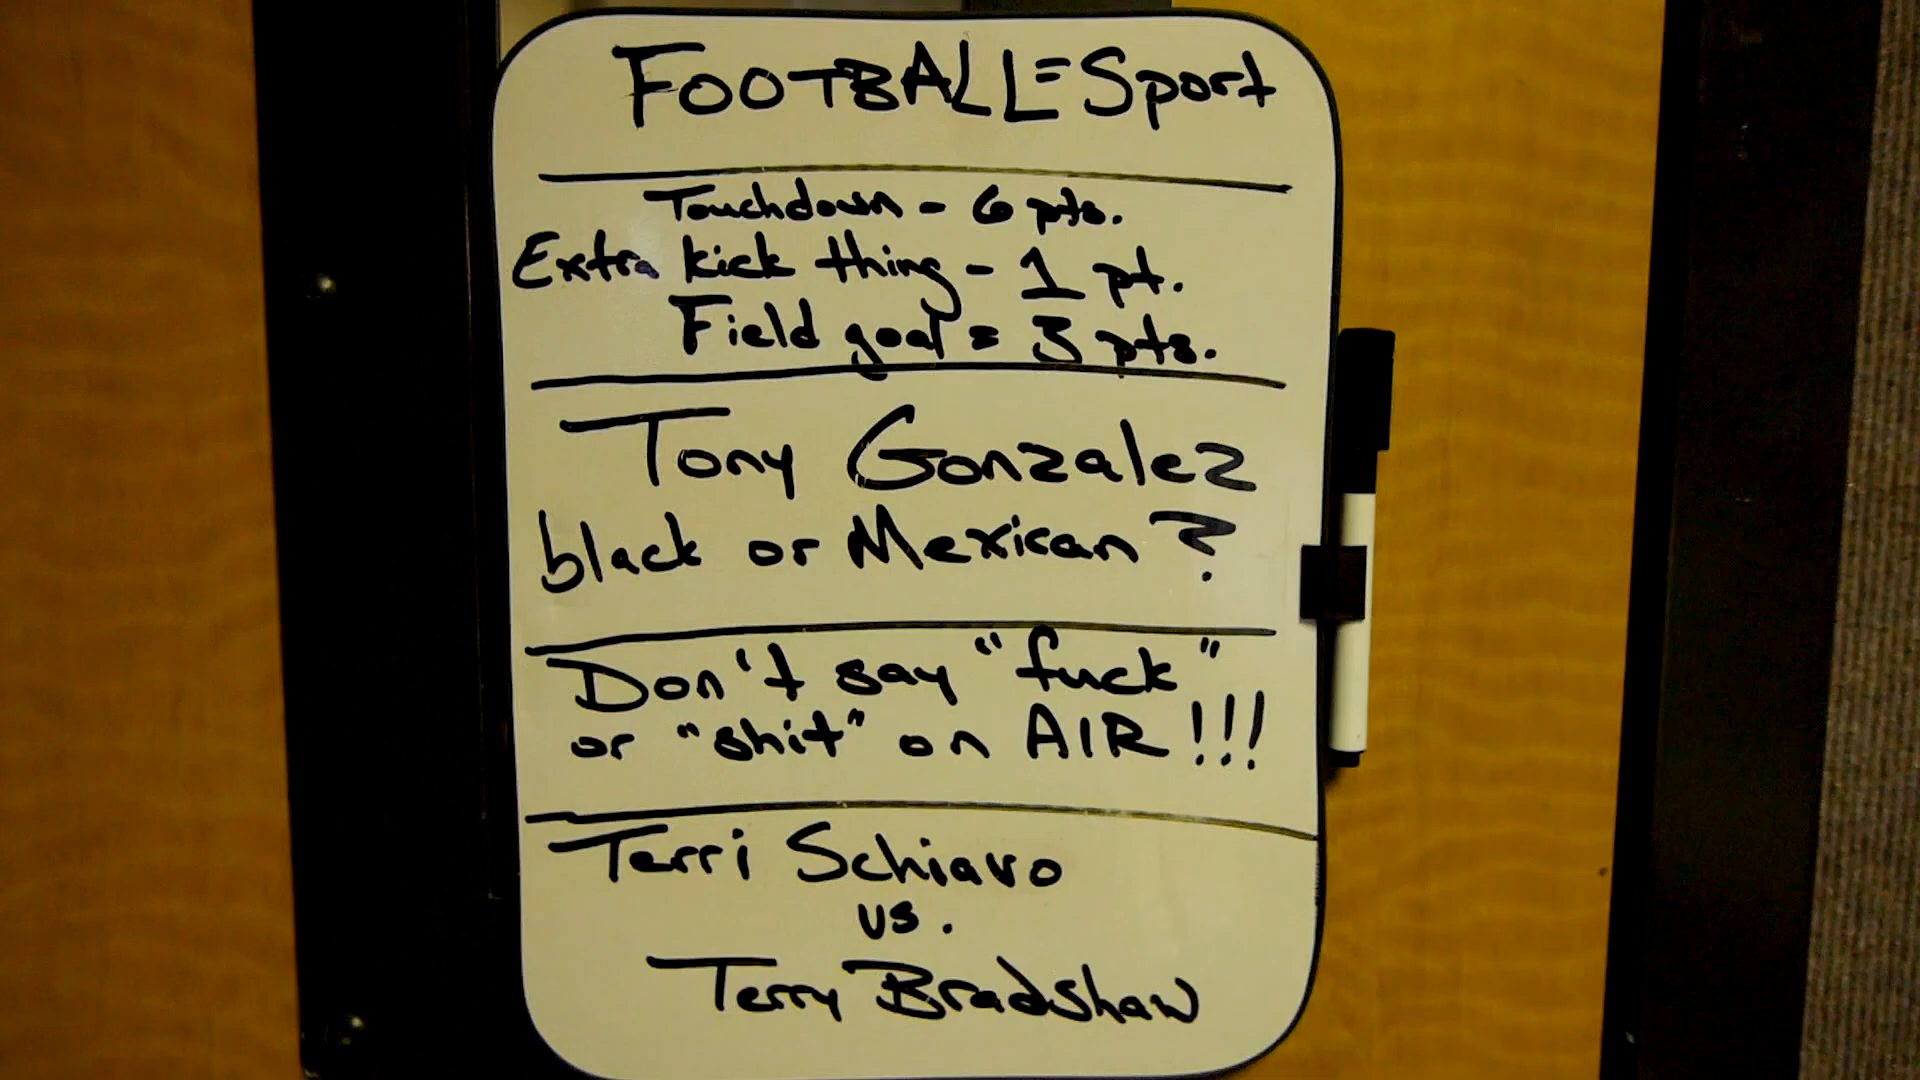 FOOTBALL=Sport
Touchdown - 6 pts.
Extra kick thing - 1 pt.
Field goal = 3 pts.
Tony Gonzalez
black or Mexican?
Don't say "fuck"
or "shit" on AIR!!!
Terri Schiavo
vs.
Terry Bradshaw